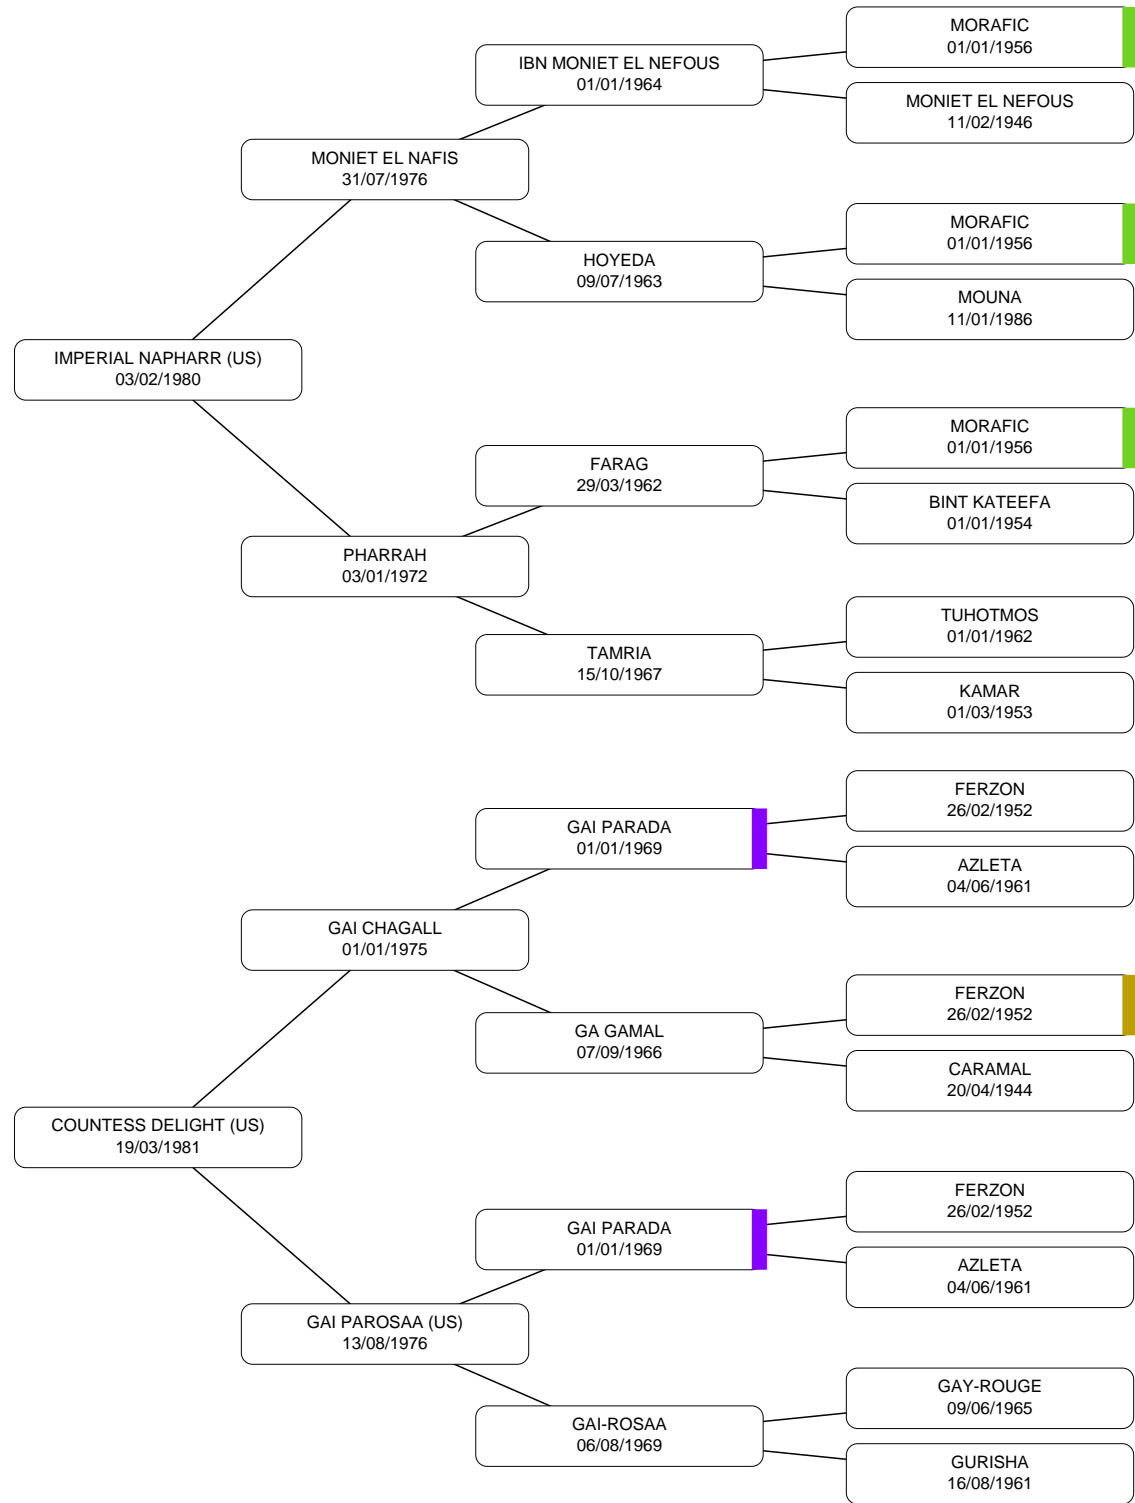 MORAFIC
01/01/1956
IBN MONIET EL NEFOUS
01/01/1964
MONIET EL NEFOUS
11/02/1946
MONIET EL NAFIS
31/07/1976
MORAFIC
01/01/1956
HOYEDA
09/07/1963
MOUNA
11/01/1986
IMPERIAL NAPHARR (US)
03/02/1980
MORAFIC
01/01/1956
FARAG
29/03/1962
BINT KATEEFA
01/01/1954
PHARRAH
03/01/1972
TUHOTMOS
01/01/1962
TAMRIA
15/10/1967
KAMAR
01/03/1953
FERZON
26/02/1952
GAI PARADA
01/01/1969
AZLETA
04/06/1961
GAI CHAGALL
01/01/1975
FERZON
26/02/1952
GA GAMAL
07/09/1966
CARAMAL
20/04/1944
COUNTESS DELIGHT (US)
19/03/1981
FERZON
26/02/1952
GAI PARADA
01/01/1969
AZLETA
04/06/1961
GAI PAROSAA (US)
13/08/1976
GAY-ROUGE
09/06/1965
GAI-ROSAA
06/08/1969
GURISHA
16/08/1961